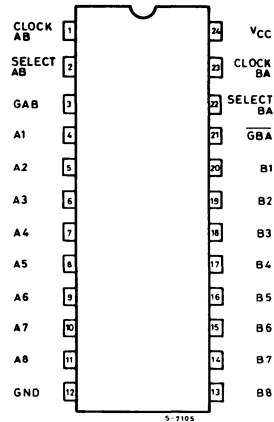 CLOCK AB 1 24 VCC
SELECT AB 2 23 CLOCK BA
GAB 3 22 SELECT BA
A1 4 21 GBA
A2 5 20 B1
A3 6 19 B2
A4 7 18 B3
A5 8 17 B4
A6 9 16 B5
A7 10 15 B6
A8 11 14 B7
GND 12 13 B8
S-7105